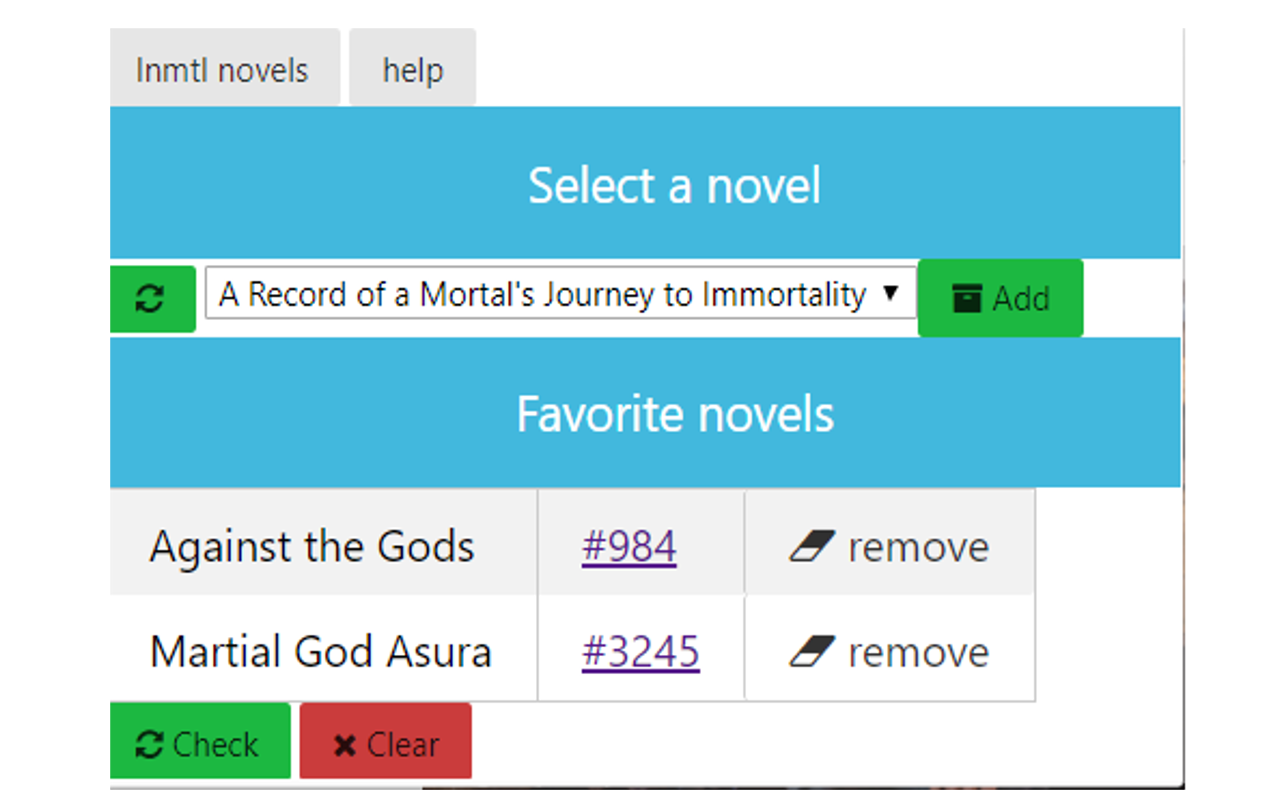 lnmtl novels help
Select a novel
A Record of a Mortal's Journey to Immortality Add
Favorite novels
Against the Gods #984 remove
Martial God Asura #3245 remove
Check Clear